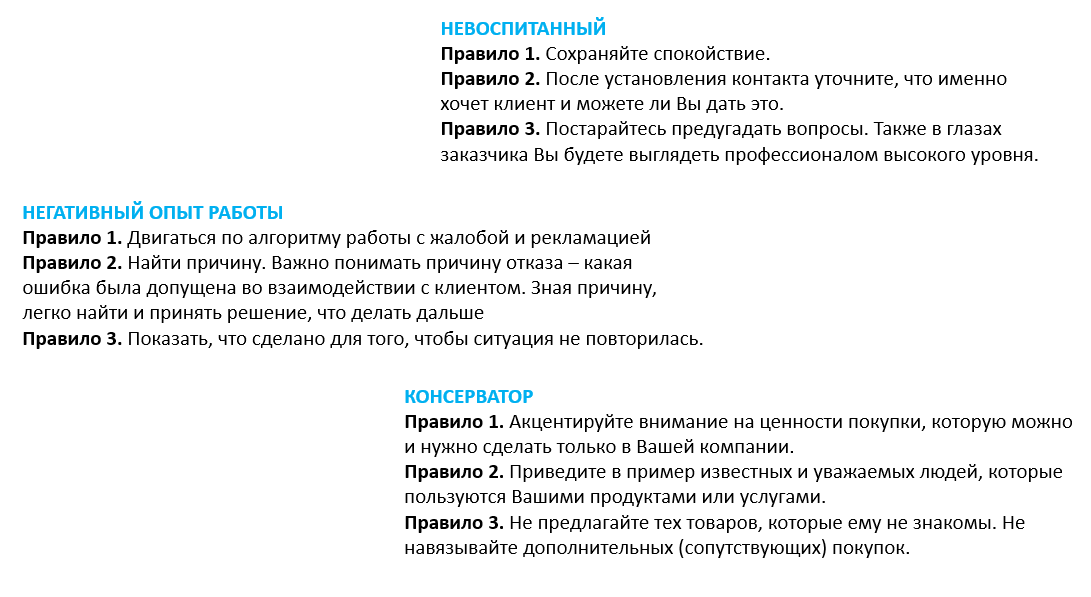 НЕВОСПИТАННЫЙ
Правило 1. Сохраняйте спокойствие.
Правило 2. После установления контакта уточните, что именно
хочет клиент и можете ли Вы дать это.
Правило 3. Постарайтесь предугадать вопросы. Также в глазах
заказчика Вы будете выглядеть профессионалом высокого уровня.
НЕГАТИВНЫЙ ОПЫТ РАБОТЫ
Правило 1. Двигаться по алгоритму работы с жалобой и рекламацией
Правило 2. Найти причину. Важно понимать причину отказа – какая
ошибка была допущена во взаимодействии с клиентом. Зная причину,
легко найти и принять решение, что делать дальше
Правило 3. Показать, что сделано для того, чтобы ситуация не повторилась.
КОНСЕРВАТОР
Правило 1. Акцентируйте внимание на ценности покупки, которую можно
и нужно сделать только в Вашей компании.
Правило 2. Приведите в пример известных и уважаемых людей, которые
пользуются Вашими продуктами или услугами.
Правило 3. Не предлагайте тех товаров, которые ему не знакомы. Не
навязывайте дополнительных (сопутствующих) покупок.